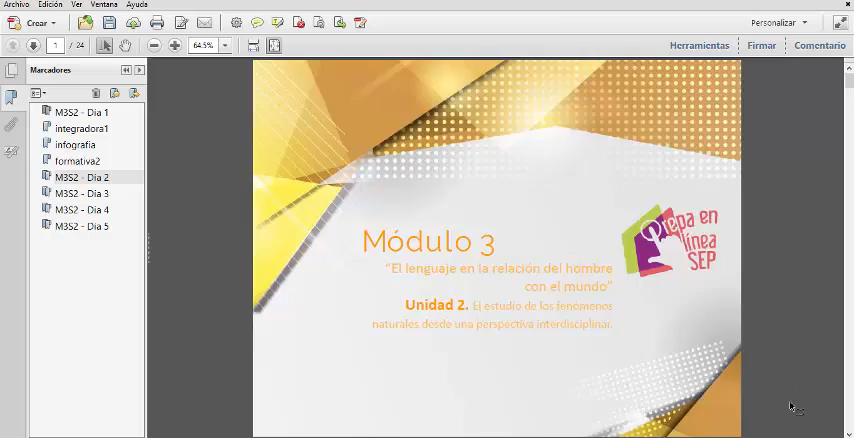 Archivo Edición Ver Ventana Ayuda
Crear Personalizar
1 / 24 64.5% Herramientas Firmar Comentario
Marcadores
M3S2 - Dia 1
integradora1
infografia
formativa2
M3S2 - Dia 2
M3S2 - Dia 3
M3S2 - Dia 4
M3S2 - Dia 5
Módulo 3
“El lenguaje en la relación del hombre
con el mundo”
Unidad 2. El estudio de los fenómenos
naturales desde una perspectiva interdisciplinar.
Prepa en
línea
SEP